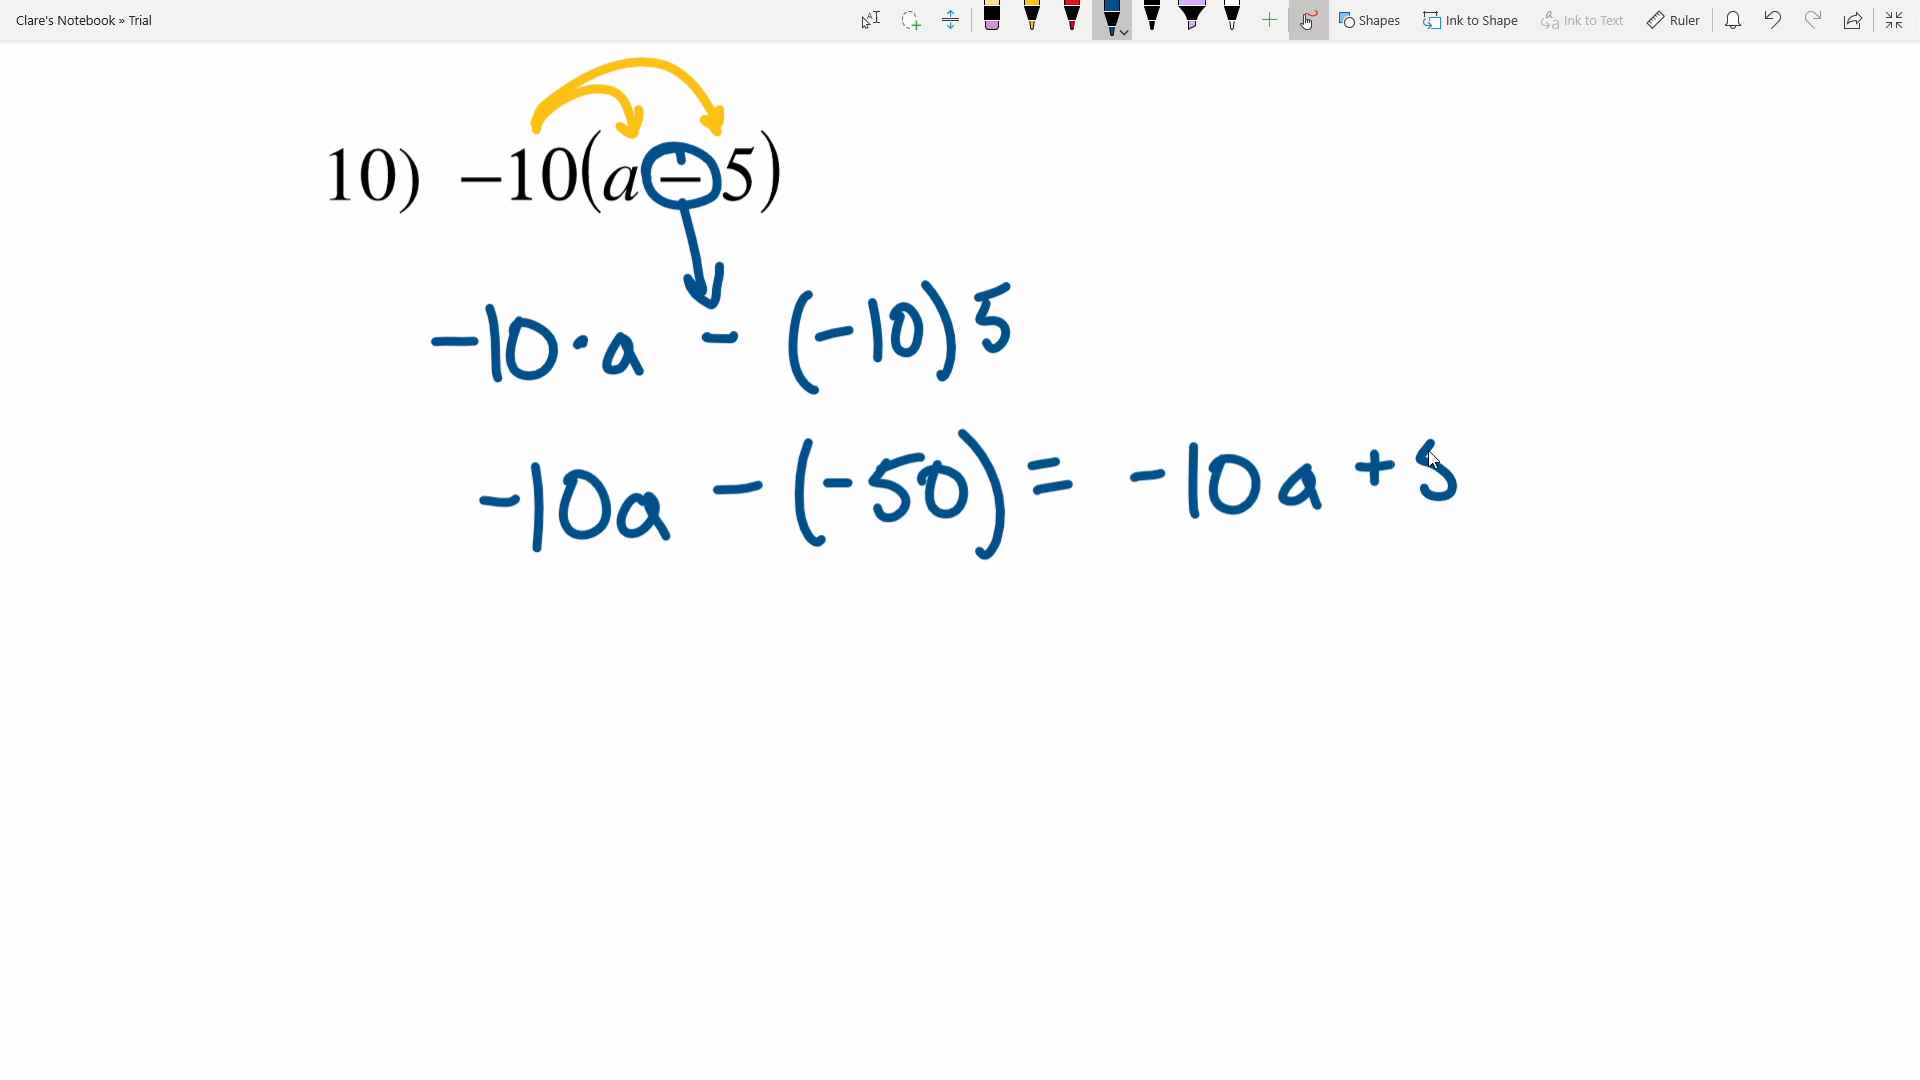 Clare's Notebook » Trial
Shapes Ink to Shape Ink to Text Ruler
10) −10(a − 5)
-10·a - (-10)5
-10a - (-50) = -10a + 5